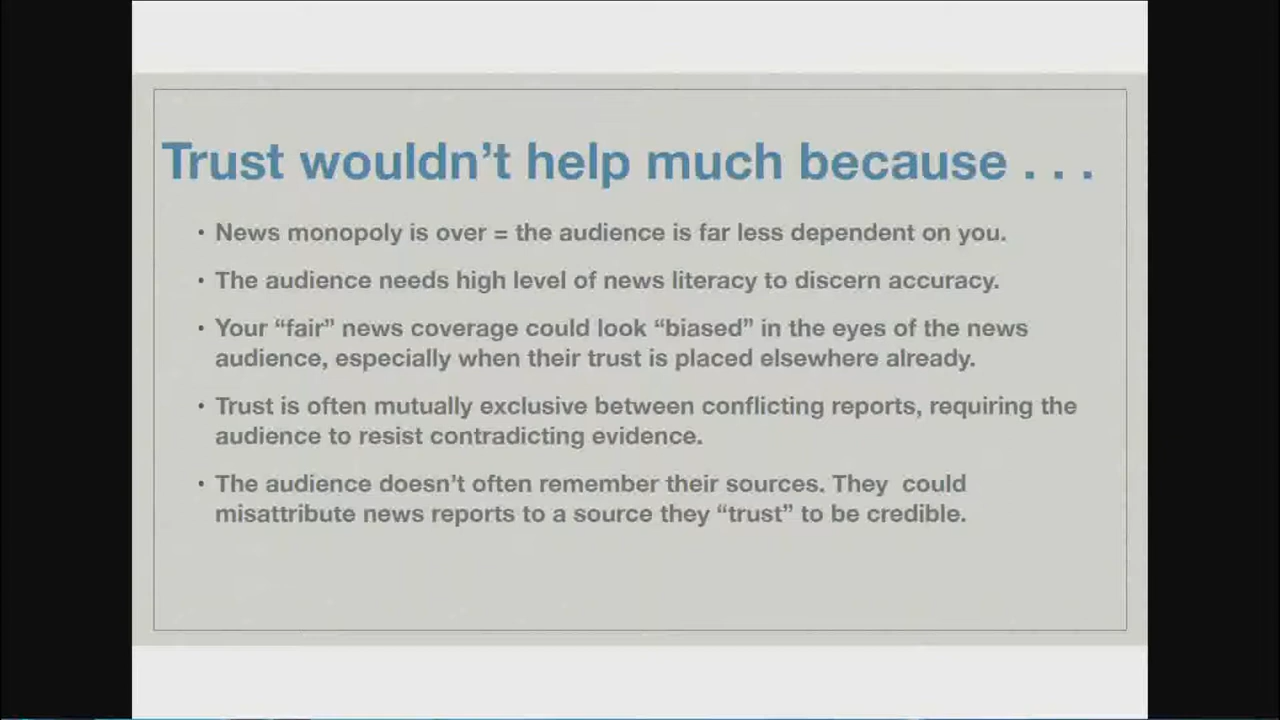 Trust wouldn’t help much because . . .
• News monopoly is over = the audience is far less dependent on you.
• The audience needs high level of news literacy to discern accuracy.
• Your “fair” news coverage could look “biased” in the eyes of the news
audience, especially when their trust is placed elsewhere already.
• Trust is often mutually exclusive between conflicting reports, requiring the
audience to resist contradicting evidence.
• The audience doesn’t often remember their sources. They  could
misattribute news reports to a source they “trust” to be credible.